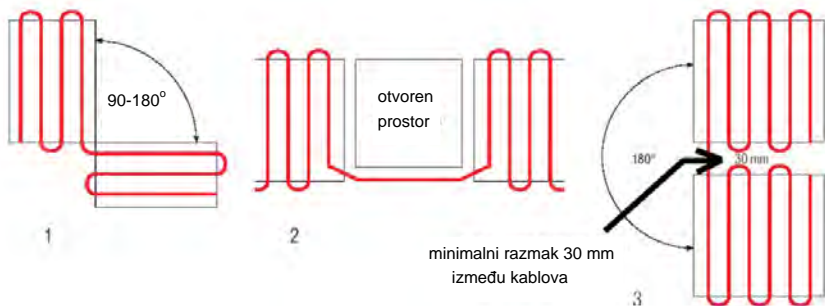 90-180°
1
otvoren
prostor
2
180°
30 mm
minimalni razmak 30 mm
između kablova
3